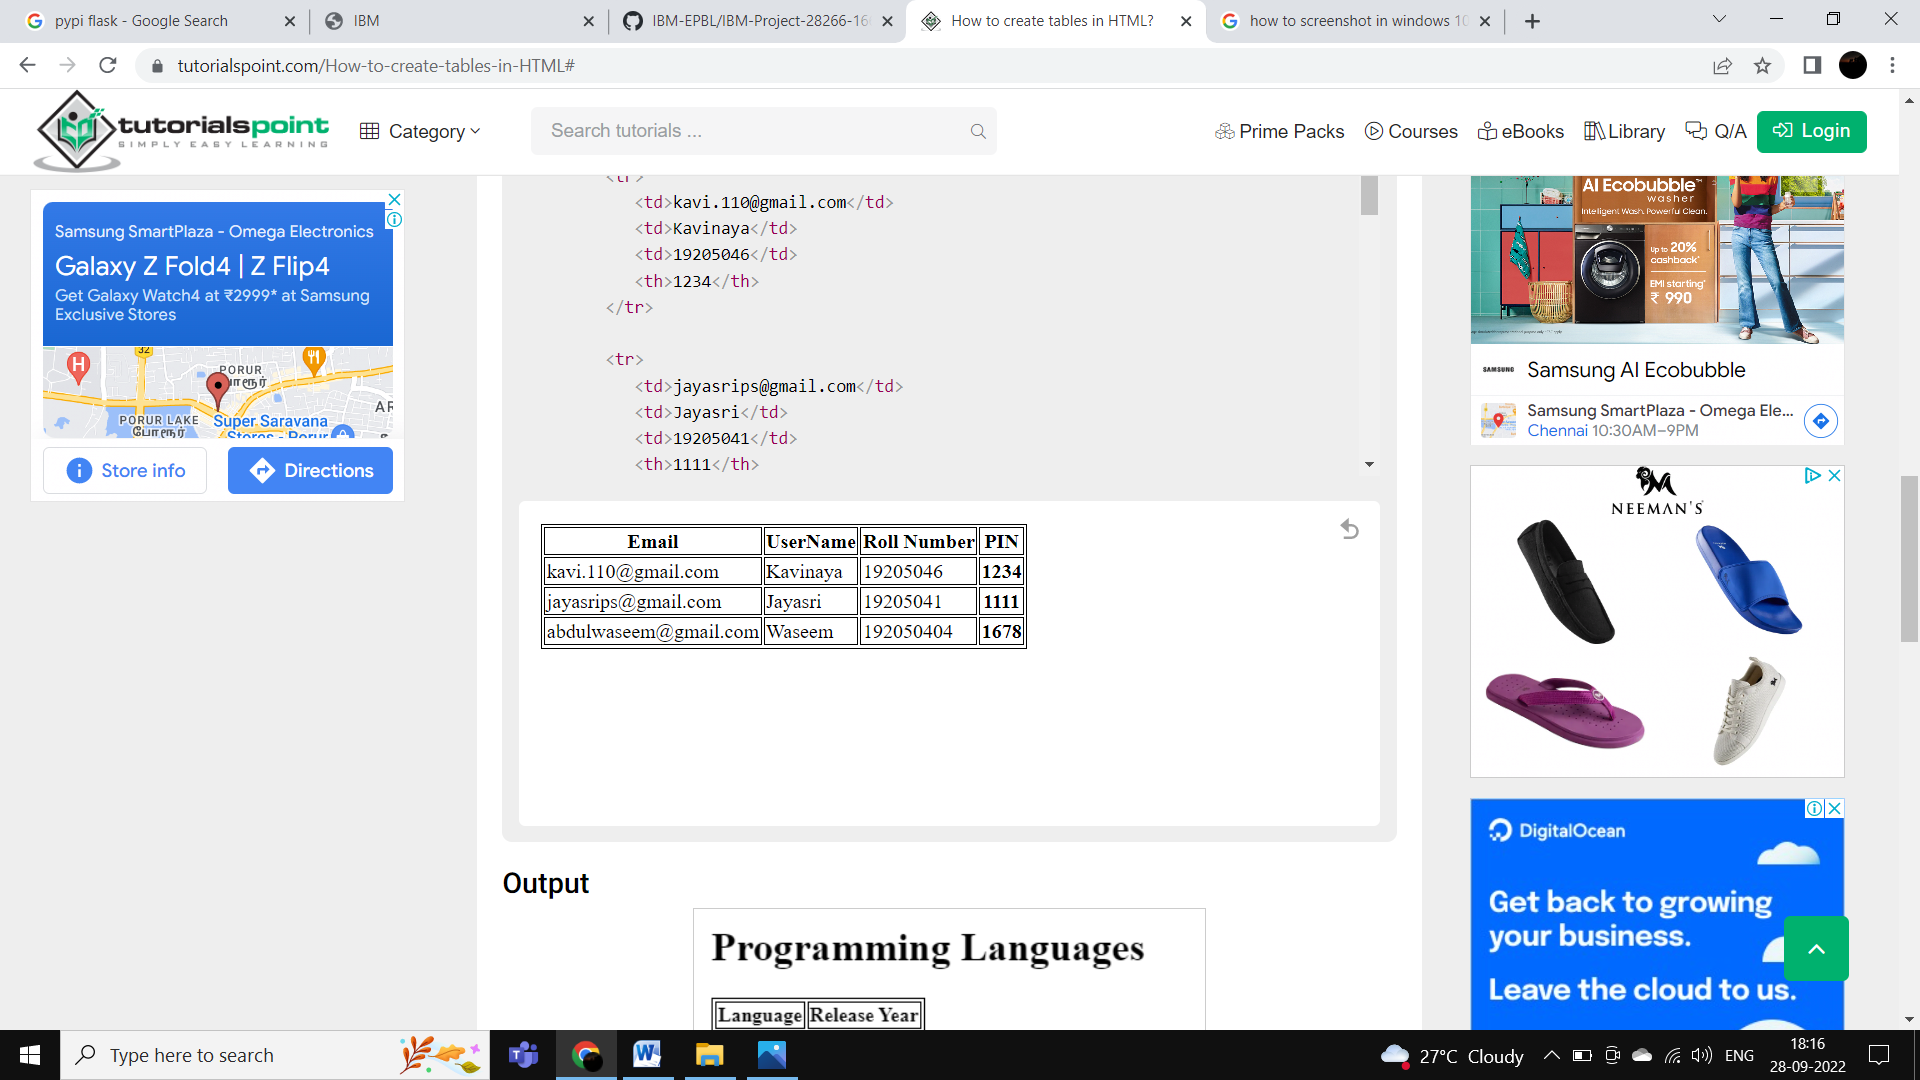 pypi flask - Google Search
IBM
IBM-EPBL/IBM-Project-28266-16
How to create tables in HTML?
how to screenshot in windows 10
tutorialspoint.com/How-to-create-tables-in-HTML#
tutorialspoint
SIMPLY EASY LEARNING
Category
Search tutorials ...
Prime Packs
Courses
eBooks
Library
Q/A
Login
Samsung SmartPlaza - Omega Electronics
Galaxy Z Fold4 | Z Flip4
Get Galaxy Watch4 at ₹2999* at Samsung
Exclusive Stores
32
H
PORUR
போரூர்
PORUR LAKE
Super Saravana
Stores - Porur
AR
Store info
Directions
<tr>
<td>kavi.110@gmail.com</td>
<td>Kavinaya</td>
<td>19205046</td>
<th>1234</th>
</tr>
<tr>
<td>jayasrips@gmail.com</td>
<td>Jayasri</td>
<td>19205041</td>
<th>1111</th>
Email UserName Roll Number PIN
kavi.110@gmail.com Kavinaya 19205046 1234
jayasrips@gmail.com Jayasri 19205041 1111
abdulwaseem@gmail.com Waseem 192050404 1678
Output
Programming Languages
Language Release Year
AI Ecobubble™
washer
Intelligent Wash. Powerful Clean.
Up to 20%
cashback*
EMI starting*
₹ 990
SAMSUNG
Samsung AI Ecobubble
Samsung SmartPlaza - Omega Ele...
Chennai 10:30AM–9PM
NEEMAN'S
DigitalOcean
Get back to growing
your business.
Leave the cloud to us.
Type here to search
27°C Cloudy
ENG
18:16
28-09-2022